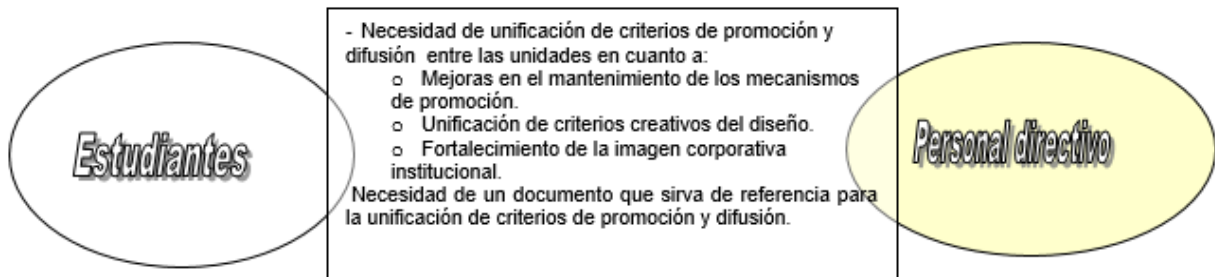 Estudiantes
- Necesidad de unificación de criterios de promoción y
difusión entre las unidades en cuanto a:
o Mejoras en el mantenimiento de los mecanismos
de promoción.
o Unificación de criterios creativos del diseño.
o Fortalecimiento de la imagen corporativa
institucional.
Necesidad de un documento que sirva de referencia para
la unificación de criterios de promoción y difusión.
Personal directivo